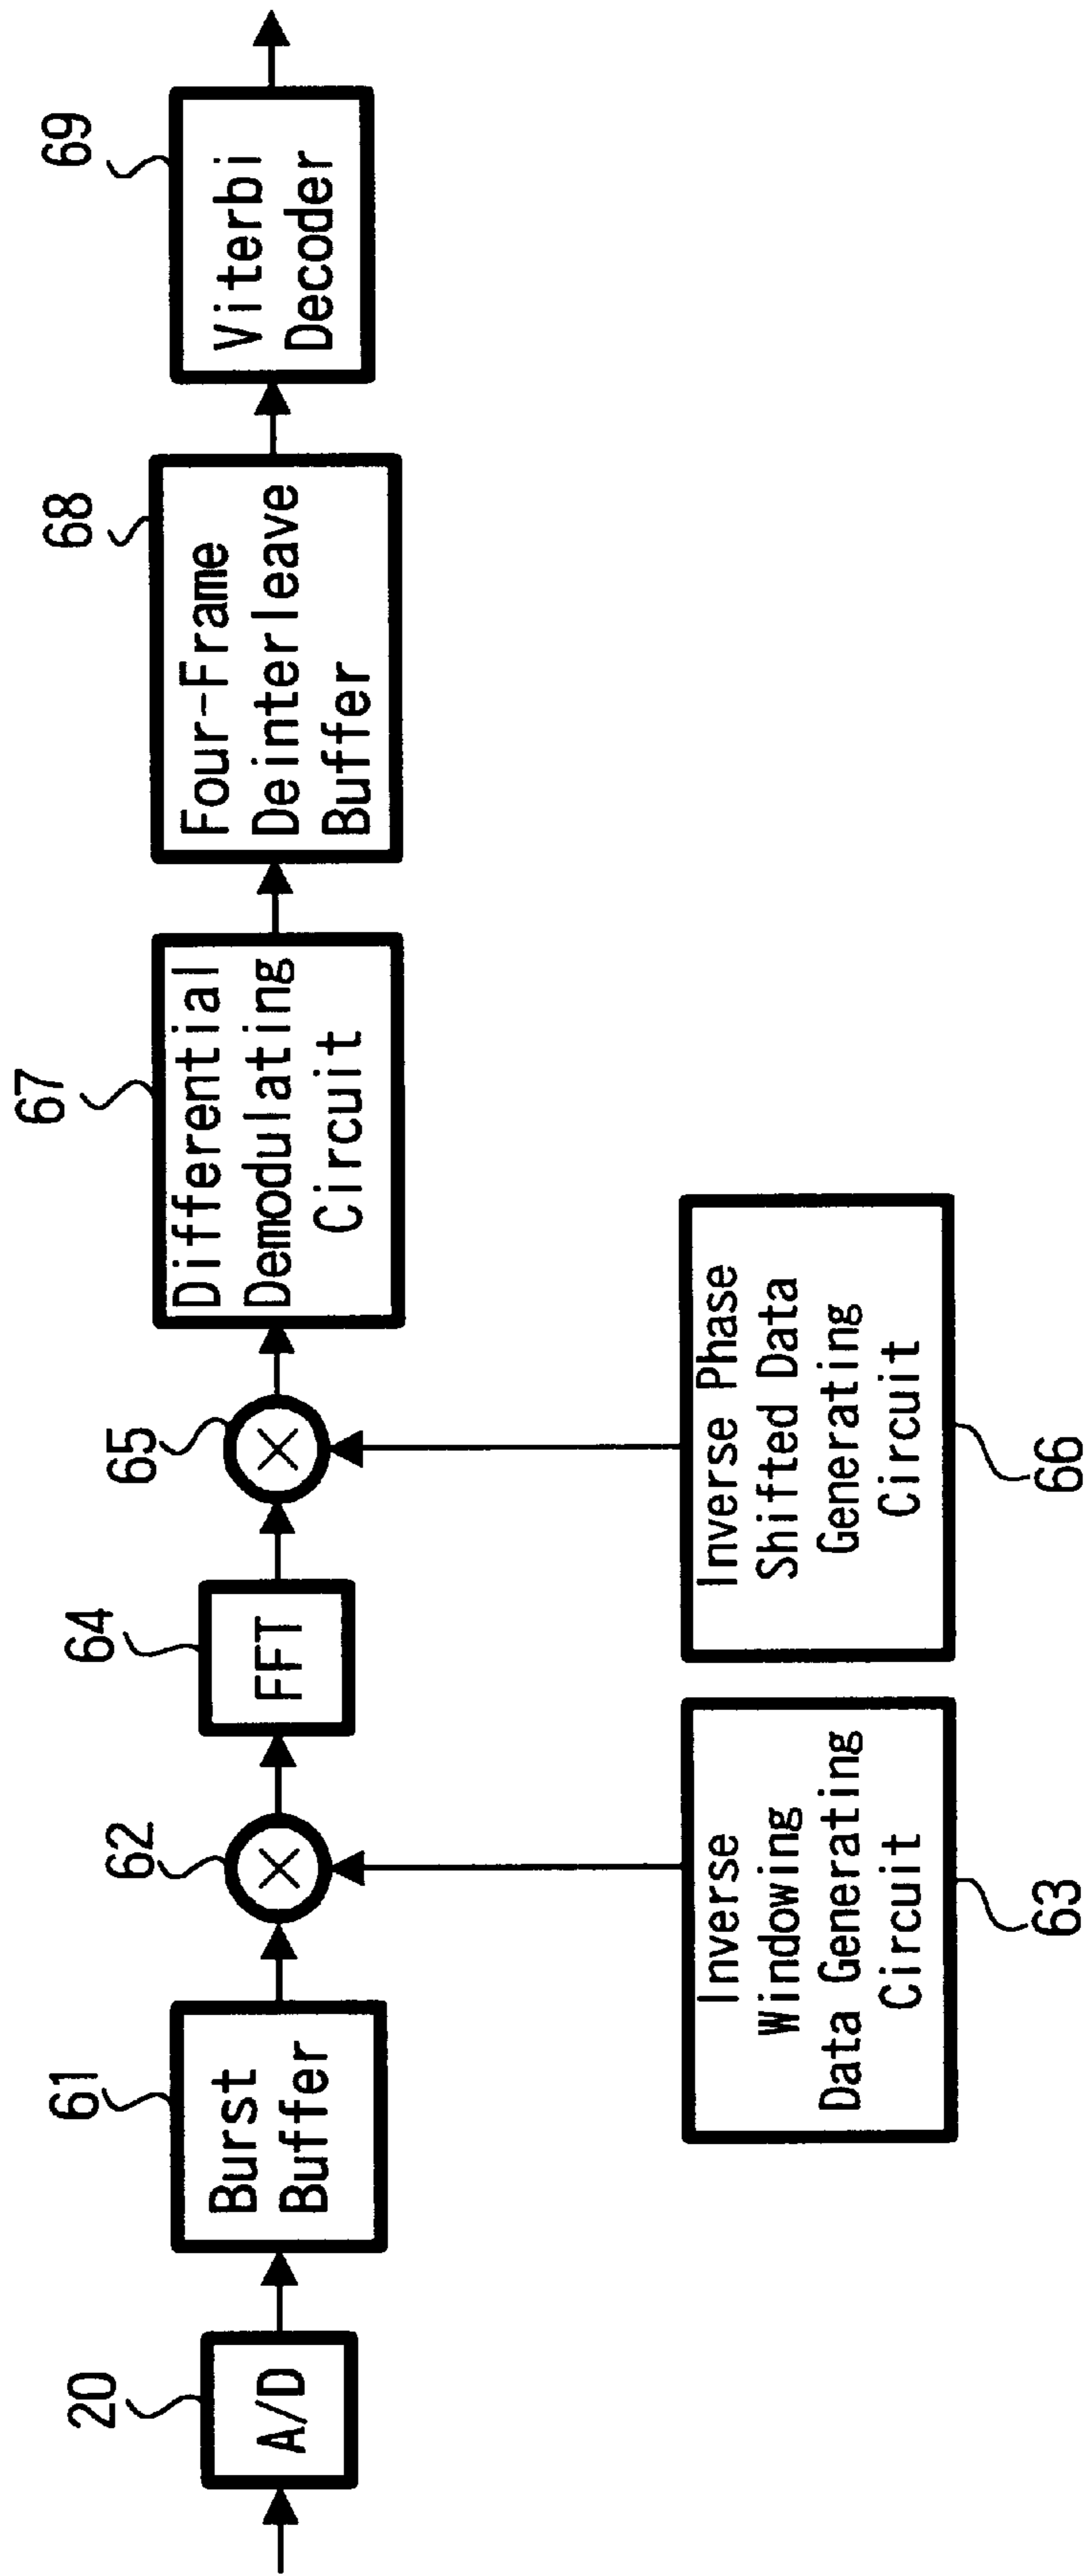 20
A/D
61
Burst
Buffer
62
63
Inverse
Windowing
Data Generating
Circuit
64
FFT
65
66
Inverse Phase
Shifted Data
Generating
Circuit
67
Differential
Demodulating
Circuit
68
Four-Frame
Deinterleave
Buffer
69
Viterbi
Decoder